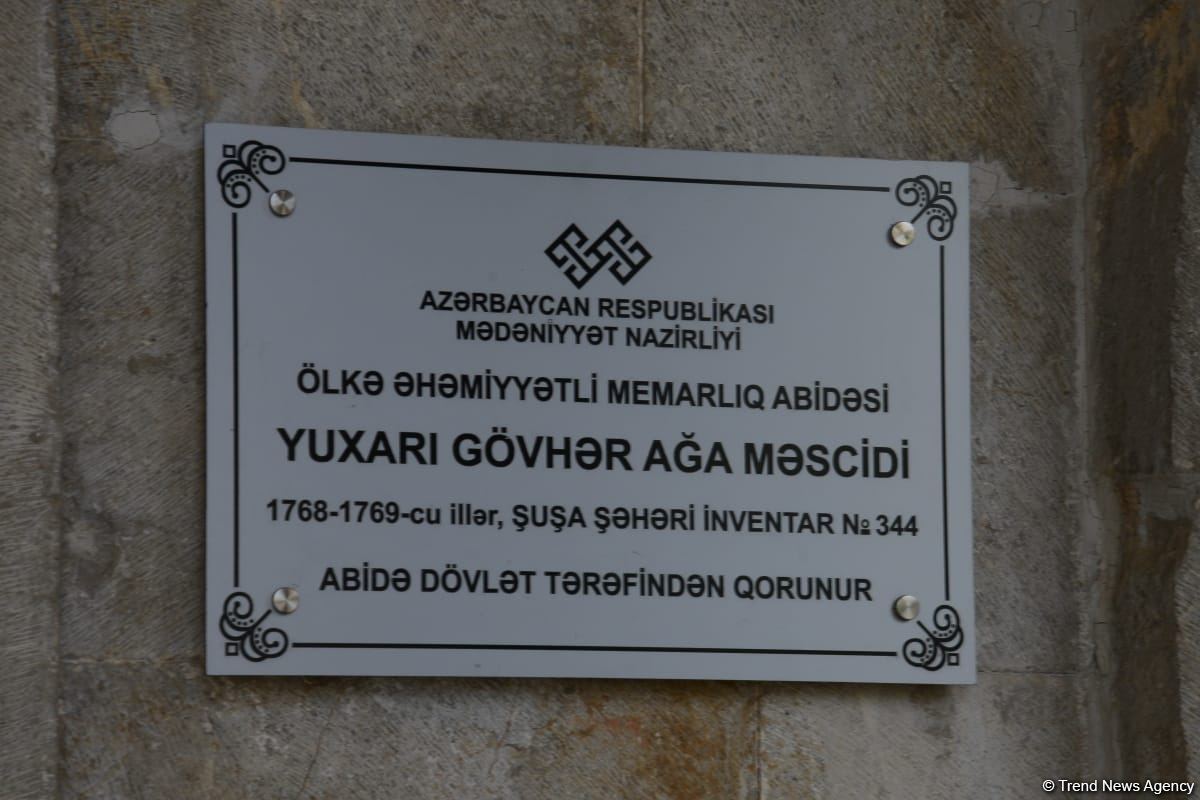 AZƏRBAYCAN RESPUBLİKASI
MƏDƏNİYYƏT NAZİRLİYİ
ÖLKƏ ƏHƏMİYYƏTLİ MEMARLIQ ABİDƏSİ
YUXARI GÖVHƏR AĞA MƏSCİDİ
1768-1769-cu illər, ŞUŞA ŞƏHƏRİ İNVENTAR № 344
ABİDƏ DÖVLƏT TƏRƏFİNDƏN QORUNUR
© Trend News Agency